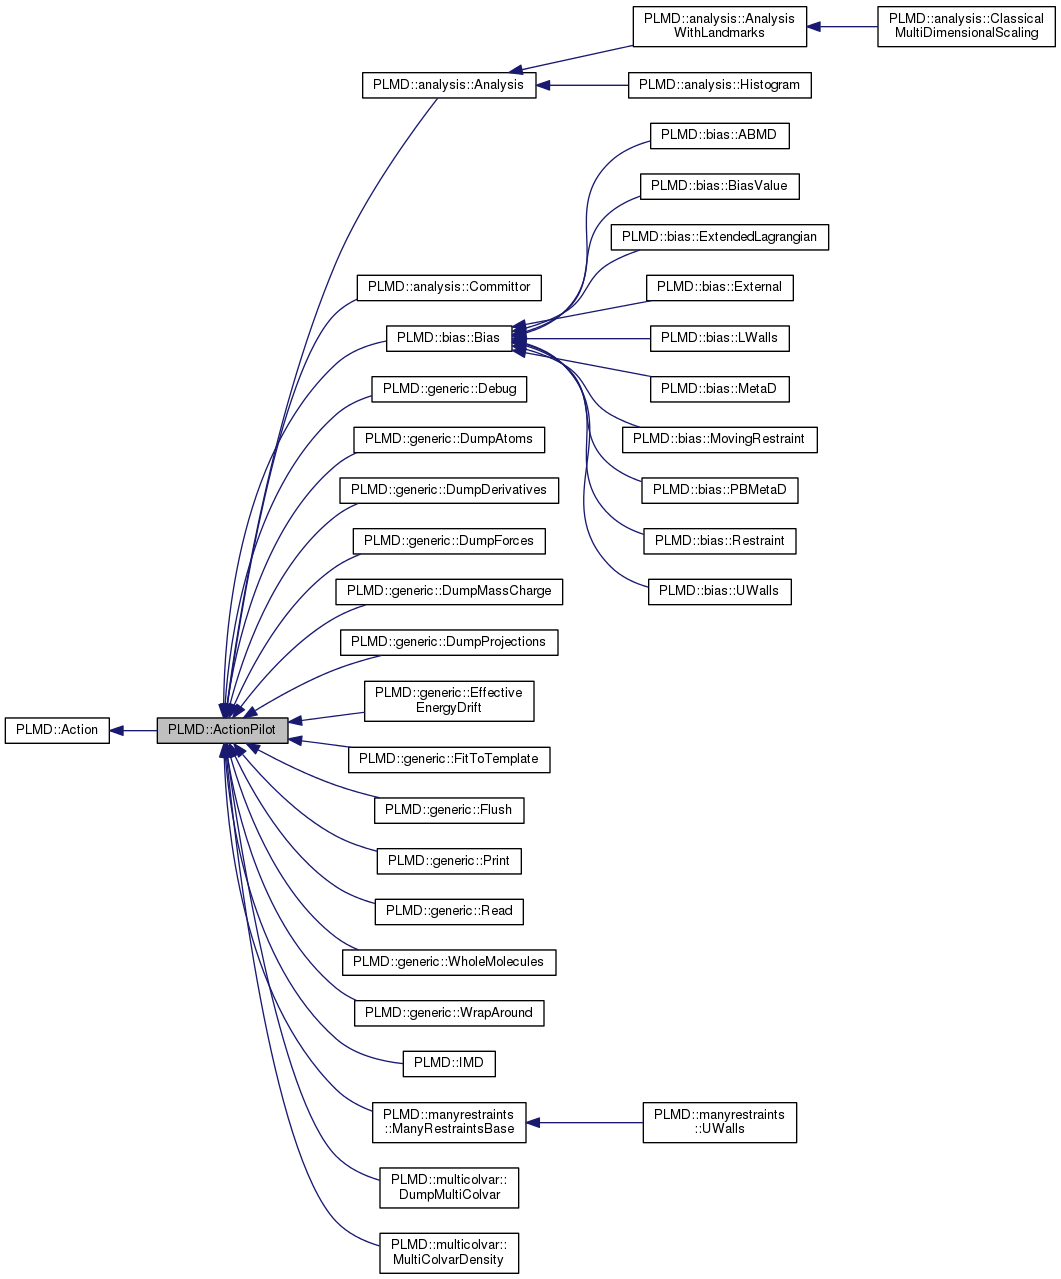 PLMD::analysis::Analysis
WithLandmarks
PLMD::analysis::Classical
MultiDimensionalScaling
PLMD::analysis::Analysis
PLMD::analysis::Histogram
PLMD::bias::ABMD
PLMD::bias::BiasValue
PLMD::bias::ExtendedLagrangian
PLMD::analysis::Committor
PLMD::bias::External
PLMD::bias::Bias
PLMD::bias::LWalls
PLMD::generic::Debug
PLMD::bias::MetaD
PLMD::generic::DumpAtoms
PLMD::bias::MovingRestraint
PLMD::generic::DumpDerivatives
PLMD::bias::PBMetaD
PLMD::generic::DumpForces
PLMD::bias::Restraint
PLMD::generic::DumpMassCharge
PLMD::bias::UWalls
PLMD::generic::DumpProjections
PLMD::generic::Effective
EnergyDrift
PLMD::Action
PLMD::ActionPilot
PLMD::generic::FitToTemplate
PLMD::generic::Flush
PLMD::generic::Print
PLMD::generic::Read
PLMD::generic::WholeMolecules
PLMD::generic::WrapAround
PLMD::IMD
PLMD::manyrestraints
::ManyRestraintsBase
PLMD::manyrestraints
::UWalls
PLMD::multicolvar::
DumpMultiColvar
PLMD::multicolvar::
MultiColvarDensity